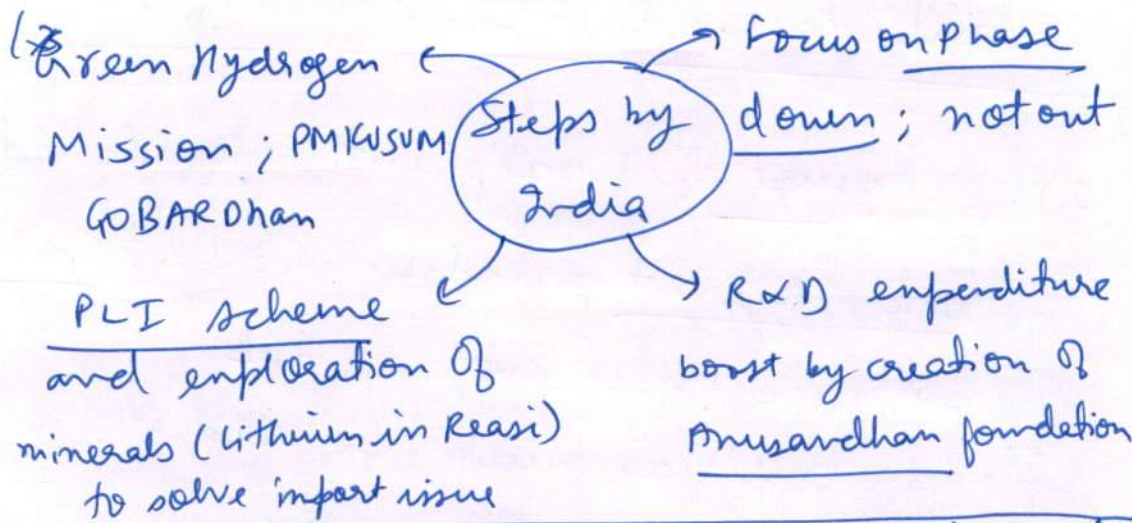 Green Hydrogen
Mission ; PMKUSUM
GOBARDhan
Steps by
India
Focus on Phase
down ; not out
PLI scheme
and exploration of
minerals (Lithium in Reasi)
to solve import issue
R&D expenditure
boost by creation of
Anusandhan foundation